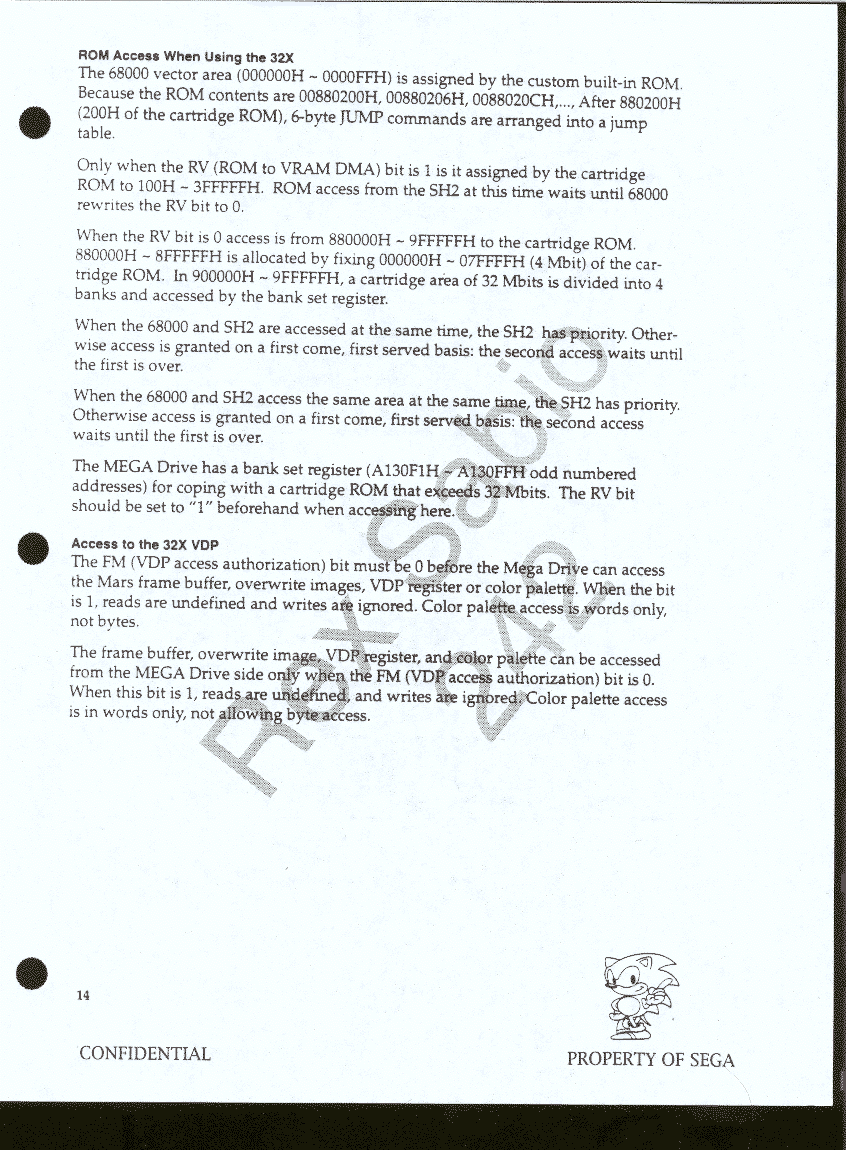 ROM Access When Using the 32X
The 68000 vector area (000000H ~ 0000FFH) is assigned by the custom built-in ROM.
Because the ROM contents are 00880200H, 00880206H, 0088020CH,..., After 880200H
(200H of the cartridge ROM), 6-byte JUMP commands are arranged into a jump
table.
Only when the RV (ROM to VRAM DMA) bit is 1 is it assigned by the cartridge
ROM to 100H ~ 3FFFFFH. ROM access from the SH2 at this time waits until 68000
rewrites the RV bit to 0.
When the RV bit is 0 access is from 880000H ~ 9FFFFFH to the cartridge ROM.
880000H ~ 8FFFFFH is allocated by fixing 000000H ~ 07FFFFH (4 Mbit) of the car-
tridge ROM. In 900000H ~ 9FFFFFH, a cartridge area of 32 Mbits is divided into 4
banks and accessed by the bank set register.
When the 68000 and SH2 are accessed at the same time, the SH2 has priority. Other-
wise access is granted on a first come, first served basis: the second access waits until
the first is over.
When the 68000 and SH2 access the same area at the same time, the SH2 has priority.
Otherwise access is granted on a first come, first served basis: the second access
waits until the first is over.
The MEGA Drive has a bank set register (A130F1H ~ A130FFH odd numbered
addresses) for coping with a cartridge ROM that exceeds 32 Mbits. The RV bit
should be set to "1" beforehand when accessing here.
Access to the 32X VDP
The FM (VDP access authorization) bit must be 0 before the Mega Drive can access
the Mars frame buffer, overwrite images, VDP register or color palette. When the bit
is 1, reads are undefined and writes are ignored. Color palette access is words only,
not bytes.
The frame buffer, overwrite image, VDP register, and color palette can be accessed
from the MEGA Drive side only when the FM (VDP access authorization) bit is 0.
When this bit is 1, reads are undefined, and writes are ignored. Color palette access
is in words only, not allowing byte access.
Rex Sabio
242
14
CONFIDENTIAL
PROPERTY OF SEGA